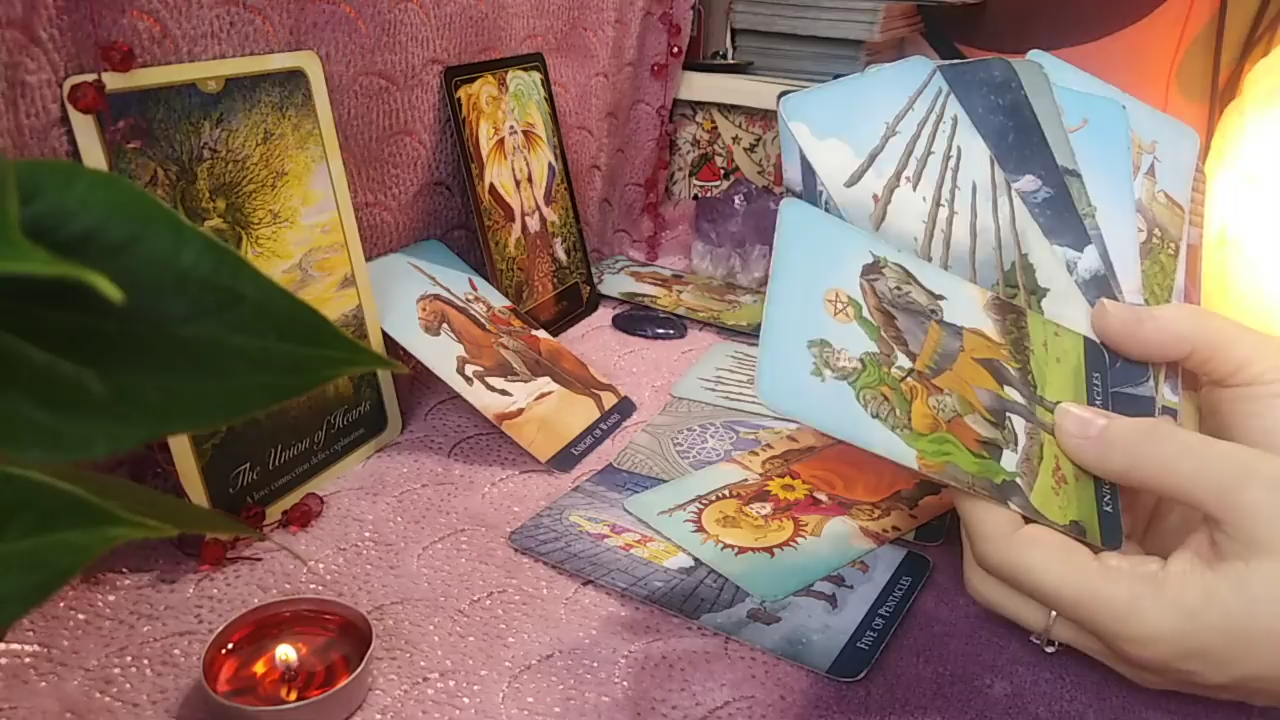 The Union of Hearts
A love connection defies explanation.
KNIGHT OF WANDS
FIVE OF PENTACLES